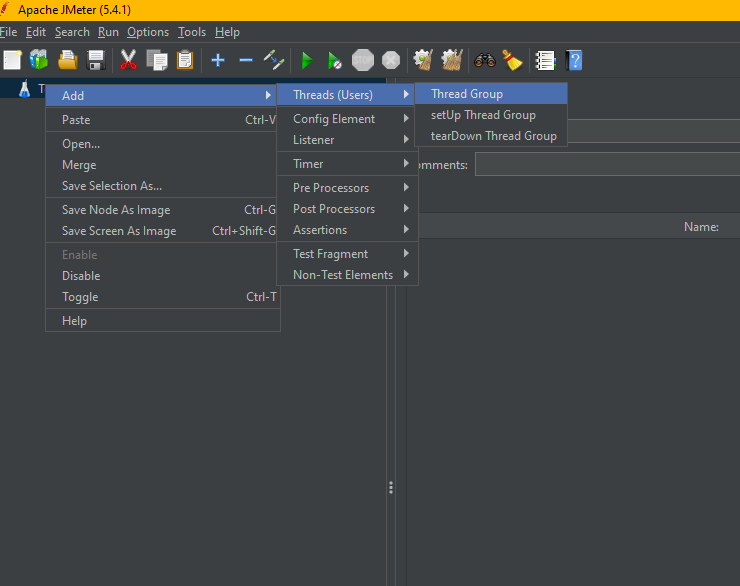 Apache JMeter (5.4.1)
File Edit Search Run Options Tools Help
STOP
T
Add
Paste Ctrl-V
Open...
Merge
Save Selection As...
Save Node As Image Ctrl-G
Save Screen As Image Ctrl+Shift-G
Enable
Disable
Toggle Ctrl-T
Help
Threads (Users)
Config Element
Listener
Timer
Pre Processors
Post Processors
Assertions
Test Fragment
Non-Test Elements
Thread Group
setUp Thread Group
tearDown Thread Group
omments:
Name: